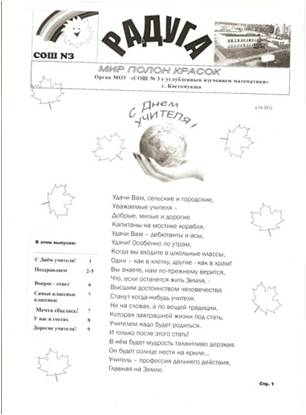 РАДУГА
СОШ №3
МИР ПОЛОН КРАСОК
Орган МОУ «СОШ № 3 с углубленным изучением математики»
г. Костомукша
4.10.2012
С Днем
учителя!
Удачи Вам, сельские и городские,
Уважаемые учителя –
Добрые, милые и дорогие
Капитаны на мостике корабля.
Удачи Вам – дебютанты и асы,
Удачи! Особенно по утрам,
Когда вы входите в школьные классы,
Одни – как в клетку, другие - как в храм!
Вы знаете, нам по-прежнему верится,
Что, если останется жить Земля, -
Высшим достоинством человечества
Станут когда-нибудь учителя.
Не на словах, а по вещей традиции,
Которая завтрашней жизни под стать,
Учителем надо будет родиться.
И только после этого стать!
В нём будет мудрость талантливо дерзкая.
Он будет солнце нести на крыле...
Учитель – профессия дальнего действия,
Главная на Земле.
В этом выпуске:
С Днём учителя! 1
Поздравляем 2-5
Вопрос - ответ 6
Самые классные классные 7
Мечта сбылась! 7
У нас в гостях 8
Дорогие учителя! 9
Стр. 1